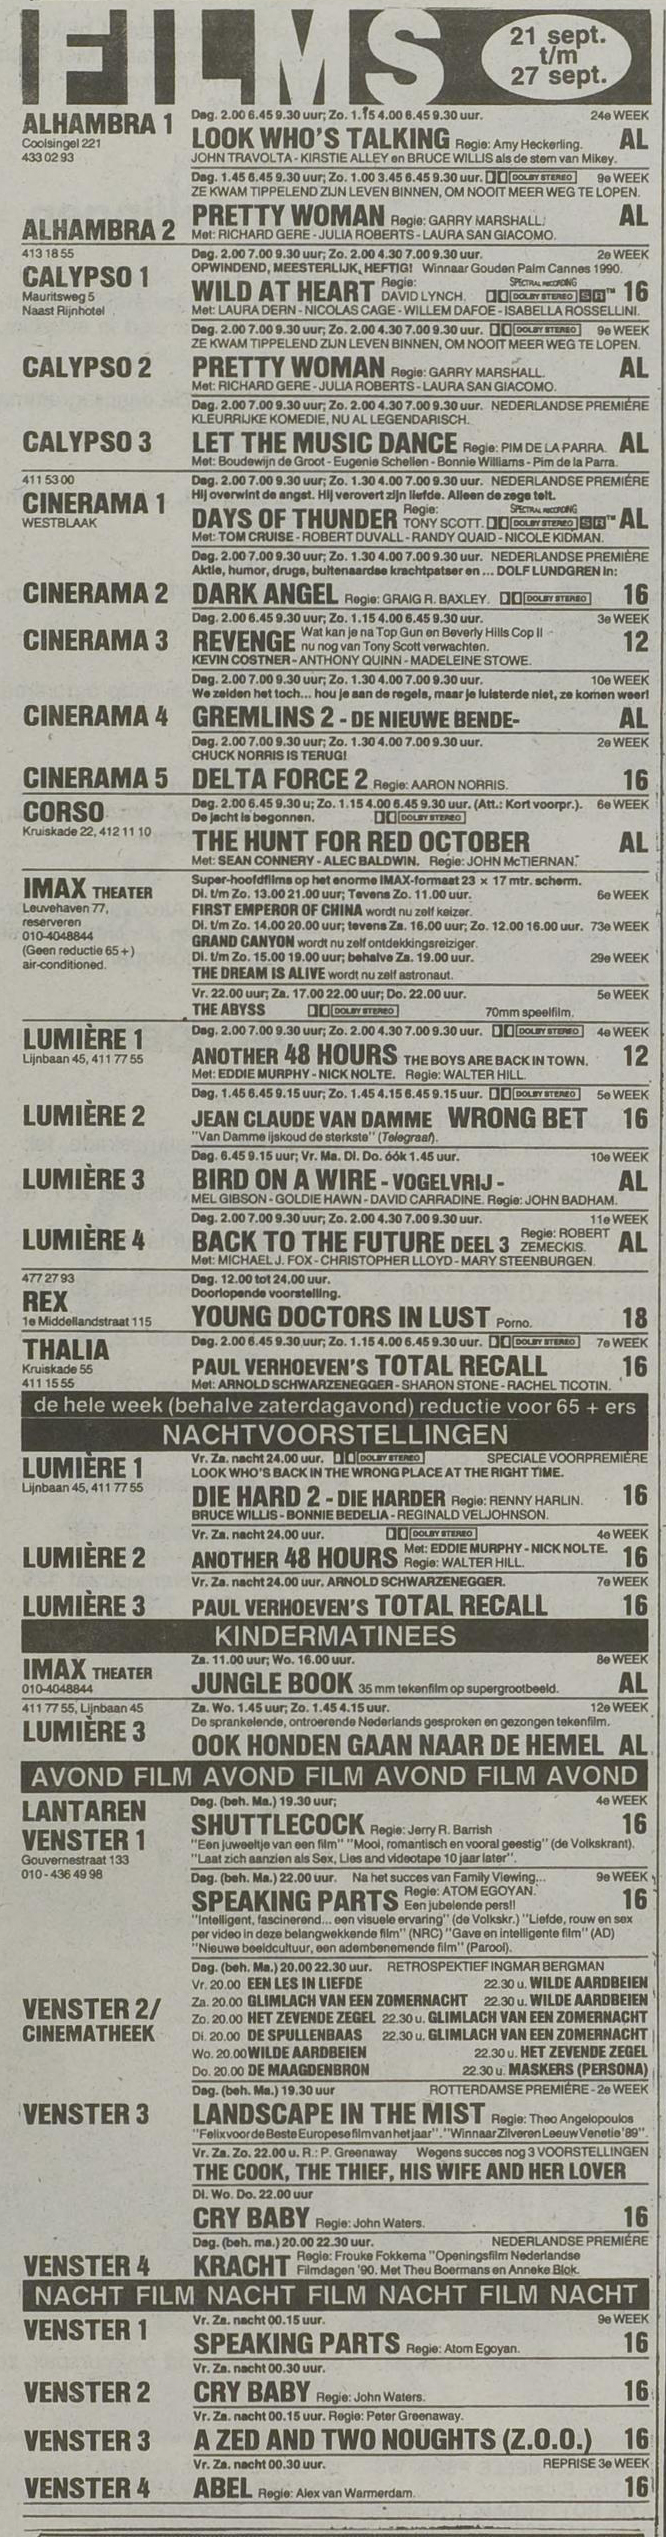 FILMS
21 sept.
t/m
27 sept.
ALHAMBRA 1
Coolsingel 221
433 02 93
Dag. 2.00 6.45 9.30 uur; Zo. 1.15 4.00 6.45 9.30 uur. 24e WEEK
LOOK WHO'S TALKING Regie: Amy Heckerling. AL
JOHN TRAVOLTA - KIRSTIE ALLEY en BRUCE WILLIS als de stem van Mikey.
Dag. 1.45 6.45 9.30 uur; Zo. 1.00 3.45 6.45 9.15 uur. DOLBY STEREO 9e WEEK
ZE KWAM TIPPELEND ZIJN LEVEN BINNEN, OM NOOIT MEER WEG TE LOPEN.
ALHAMBRA 2 PRETTY WOMAN Regie: GARRY MARSHALL. AL
Met: RICHARD GERE - JULIA ROBERTS - LAURA SAN GIACOMO.
413 18 55
CALYPSO 1
Mauritsweg 5
Naast Rijnhotel
Dag. 2.00 7.00 9.30 uur; Zo. 2.00 4.30 7.00 9.30 uur. 2e WEEK
OPWINDEND, MEESTERLIJK, HEFTIG! Winnaar Gouden Palm Cannes 1990.
WILD AT HEART Regie: DAVID LYNCH. DOLBY STEREO SPECTRAL RECORDING SR™ 16
Met: LAURA DERN - NICOLAS CAGE - WILLEM DAFOE - ISABELLA ROSSELLINI.
Dag. 2.00 7.00 9.30 uur; Zo. 2.00 4.30 7.00 9.30 uur. DOLBY STEREO 9e WEEK
ZE KWAM TIPPELEND ZIJN LEVEN BINNEN, OM NOOIT MEER WEG TE LOPEN.
CALYPSO 2 PRETTY WOMAN Regie: GARRY MARSHALL. AL
Met: RICHARD GERE - JULIA ROBERTS - LAURA SAN GIACOMO.
Dag. 2.00 7.00 9.30 uur; Zo. 2.00 4.30 7.00 9.30 uur. NEDERLANDSE PREMIÈRE
KLEURRIJKE KOMEDIE, NU AL LEGENDARISCH.
CALYPSO 3 LET THE MUSIC DANCE Regie: PIM DE LA PARRA. AL
Met: Boudewijn de Groot - Eugenie Schellen - Bonnie Williams - Pim de la Parra.
411 53 00
CINERAMA 1
WESTBLAAK
Dag. 2.00 7.00 9.30 uur; Zo. 1.30 4.00 7.00 9.30 uur. NEDERLANDSE PREMIÈRE
Hij overwint de angst. Hij verovert zijn liefde. Alleen de zege telt.
DAYS OF THUNDER Regie: TONY SCOTT. DOLBY STEREO SPECTRAL RECORDING SR™ AL
Met: TOM CRUISE - ROBERT DUVALL - RANDY QUAID - NICOLE KIDMAN.
Dag. 2.00 7.00 9.30 uur; Zo. 1.30 4.00 7.00 9.30 uur. NEDERLANDSE PREMIÈRE
Aktie, humor, drugs, buitenaardse krachtpatser en ... DOLF LUNDGREN in:
CINERAMA 2 DARK ANGEL Regie: GRAIG R. BAXLEY. DOLBY STEREO 16
Dag. 2.00 6.45 9.30 uur; Zo. 1.15 4.00 6.45 9.30 uur. 3e WEEK
CINERAMA 3 REVENGE Wat kan je na Top Gun en Beverly Hills Cop II
nu nog van Tony Scott verwachten. 12
KEVIN COSTNER - ANTHONY QUINN - MADELEINE STOWE.
Dag. 2.00 7.00 9.30 uur; Zo. 1.30 4.00 7.00 9.30 uur. 10e WEEK
We zeiden het toch... hou je aan de regels, maar je luisterde niet, ze komen weer!
CINERAMA 4 GREMLINS 2 - DE NIEUWE BENDE- AL
Dag. 2.00 7.00 9.30 uur; Zo. 1.30 4.00 7.00 9.30 uur. 2e WEEK
CHUCK NORRIS IS TERUG!
CINERAMA 5 DELTA FORCE 2 Regie: AARON NORRIS. 16
CORSO
Kruiskade 22, 412 11 10
Dag. 2.00 6.45 9.30 u; Zo. 1.15 4.00 6.45 9.30 uur. (Att.: Kort voorpr.). 6e WEEK
De jacht is begonnen. DOLBY STEREO
THE HUNT FOR RED OCTOBER AL
Met: SEAN CONNERY - ALEC BALDWIN. Regie: JOHN McTIERNAN.
IMAX THEATER
Leuvehaven 77,
reserveren
010-4048844
(Geen reductie 65+)
air-conditioned.
Super-hoofdfilms op het enorme IMAX-formaat 23 x 17 mtr. scherm.
Di. t/m Zo. 13.00 21.00 uur; Tevens Zo. 11.00 uur. 6e WEEK
FIRST EMPEROR OF CHINA wordt nu zelf keizer.
Di. t/m Zo. 14.00 20.00 uur; tevens Za. 16.00 uur; Zo. 12.00 16.00 uur. 73e WEEK
GRAND CANYON wordt nu zelf ontdekkingsreiziger.
Di. t/m Zo. 15.00 19.00 uur; behalve Za. 19.00 uur. 29e WEEK
THE DREAM IS ALIVE wordt nu zelf astronaut.
Vr. 22.00 uur; Za. 17.00 22.00 uur; Do. 22.00 uur. 5e WEEK
THE ABYSS DOLBY STEREO 70mm speelfilm.
LUMIÈRE 1
Lijnbaan 45, 411 77 55
Dag. 2.00 7.00 9.30 uur; Zo. 2.00 4.30 7.00 9.30 uur. DOLBY STEREO 4e WEEK
ANOTHER 48 HOURS THE BOYS ARE BACK IN TOWN. 12
Met: EDDIE MURPHY - NICK NOLTE. Regie: WALTER HILL.
Dag. 1.45 6.45 9.15 uur; Zo. 1.45 4.15 6.45 9.15 uur. DOLBY STEREO 5e WEEK
LUMIÈRE 2 JEAN CLAUDE VAN DAMME WRONG BET 16
"Van Damme ijskoud de sterkste" (Telegraaf).
Dag. 6.45 9.15 uur; Vr. Ma. Di. Do. óók 1.45 uur. 10e WEEK
LUMIÈRE 3 BIRD ON A WIRE - VOGELVRIJ - AL
MEL GIBSON - GOLDIE HAWN - DAVID CARRADINE. Regie: JOHN BADHAM.
Dag. 2.00 7.00 9.30 uur; Zo. 2.00 4.30 7.00 9.30 uur. 11e WEEK
LUMIÈRE 4 BACK TO THE FUTURE DEEL 3 Regie: ROBERT ZEMECKIS. AL
Met: MICHAEL J. FOX - CHRISTOPHER LLOYD - MARY STEENBURGEN.
477 27 93
REX
1e Middellandstraat 115
Dag. 12.00 tot 24.00 uur.
Doorlopende voorstelling.
YOUNG DOCTORS IN LUST Porno. 18
THALIA
Kruiskade 55
411 15 55
Dag. 2.00 6.45 9.30 uur; Zo. 1.15 4.00 6.45 9.30 uur. DOLBY STEREO 7e WEEK
PAUL VERHOEVEN'S TOTAL RECALL 16
Met: ARNOLD SCHWARZENEGGER - SHARON STONE - RACHEL TICOTIN.
de hele week (behalve zaterdagavond) reductie voor 65 + ers
NACHTVOORSTELLINGEN
LUMIÈRE 1
Lijnbaan 45, 411 77 55
Vr. Za. nacht 24.00 uur. DOLBY STEREO SPECIALE VOORPREMIÈRE
LOOK WHO'S BACK IN THE WRONG PLACE AT THE RIGHT TIME.
DIE HARD 2 - DIE HARDER Regie: RENNY HARLIN. 16
BRUCE WILLIS - BONNIE BEDELIA - REGINALD VELJOHNSON.
Vr. Za. nacht 24.00 uur. DOLBY STEREO 4e WEEK
LUMIÈRE 2 ANOTHER 48 HOURS Met: EDDIE MURPHY - NICK NOLTE.
Regie: WALTER HILL. 16
Vr. Za. nacht 24.00 uur. ARNOLD SCHWARZENEGGER. 7e WEEK
LUMIÈRE 3 PAUL VERHOEVEN'S TOTAL RECALL 16
KINDERMATINEES
IMAX THEATER
010-4048844
Za. 11.00 uur; Wo. 16.00 uur. 8e WEEK
JUNGLE BOOK 35 mm tekenfilm op supergrootbeeld. AL
411 77 55, Lijnbaan 45
LUMIÈRE 3
Za. Wo. 1.45 uur; Zo. 1.45 4.15 uur. 12e WEEK
De sprankelende, ontroerende Nederlands gesproken en gezongen tekenfilm.
OOK HONDEN GAAN NAAR DE HEMEL AL
AVOND FILM AVOND FILM AVOND FILM AVOND
LANTAREN
VENSTER 1
Gouvernestraat 133
010 - 436 49 98
Dag. (beh. Ma.) 19.30 uur; 4e WEEK
SHUTTLECOCK Regie: Jerry R. Barrish 16
"Een juweeltje van een film" "Mooi, romantisch en vooral geestig" (de Volkskrant).
"Laat zich aanzien als Sex, Lies and videotape 10 jaar later".
Dag. (beh. Ma.) 22.00 uur. Na het succes van Family Viewing... 9e WEEK
SPEAKING PARTS Regie: ATOM EGOYAN.
Een jubelende pers!! 16
"Intelligent, fascinerend... een visuele ervaring" (de Volkskr.) "Liefde, rouw en sex
per video in deze belangwekkende film" (NRC) "Gave en intelligente film" (AD)
"Nieuwe beeldcultuur, een adembenemende film" (Parool).
VENSTER 2/
CINEMATHEEK
Dag. (beh. Ma.) 20.00 22.30 uur. RETROSPEKTIEF INGMAR BERGMAN
Vr. 20.00 EEN LES IN LIEFDE 22.30 u. WILDE AARDBEIEN
Za. 20.00 GLIMLACH VAN EEN ZOMERNACHT 22.30 u. WILDE AARDBEIEN
Zo. 20.00 HET ZEVENDE ZEGEL 22.30 u. GLIMLACH VAN EEN ZOMERNACHT
Di. 20.00 DE SPULLENBAAS 22.30 u. GLIMLACH VAN EEN ZOMERNACHT
Wo. 20.00 WILDE AARDBEIEN 22.30 u. HET ZEVENDE ZEGEL
Do. 20.00 DE MAAGDENBRON 22.30 u. MASKERS (PERSONA)
Dag. (beh. Ma.) 19.30 uur ROTTERDAMSE PREMIÈRE - 2e WEEK
VENSTER 3 LANDSCAPE IN THE MIST Regie: Theo Angelopoulos
"Felix voor de Beste Europese film van het jaar". "Winnaar Zilveren Leeuw Venetie '89".
Vr. Za. Zo. 22.00 u. R.: P. Greenaway Wegens succes nog 3 VOORSTELLINGEN
THE COOK, THE THIEF, HIS WIFE AND HER LOVER
Di. Wo. Do. 22.00 uur
CRY BABY Regie: John Waters. 16
Dag. (beh. ma.) 20.00 22.30 uur. NEDERLANDSE PREMIÈRE
VENSTER 4 KRACHT Regie: Frouke Fokkema "Openingsfilm Nederlandse
Filmdagen '90. Met Theu Boermans en Anneke Blok.
NACHT FILM NACHT FILM NACHT FILM NACHT
Vr. Za. nacht 00.15 uur. 9e WEEK
VENSTER 1 SPEAKING PARTS Regie: Atom Egoyan. 16
Vr. Za. nacht 00.30 uur.
VENSTER 2 CRY BABY Regie: John Waters. 16
Vr. Za. nacht 00.15 uur. Regie: Peter Greenaway.
VENSTER 3 A ZED AND TWO NOUGHTS (Z.O.O.) 16
Vr. Za. nacht 00.30 uur. REPRISE 3e WEEK
VENSTER 4 ABEL Regie: Alex van Warmerdam. 16